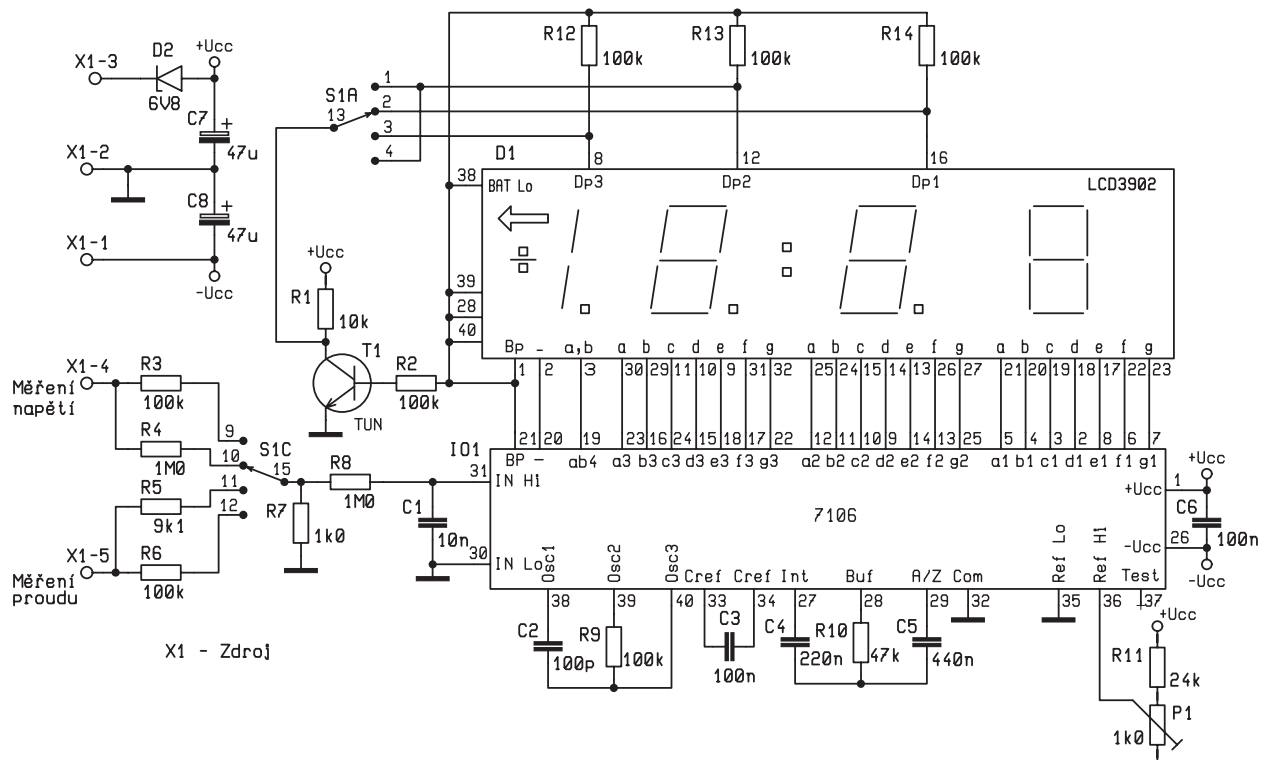 R12 100k
R13 100k
R14 100k
D2
+Ucc
X1-3
6V8
C7 +
47u
X1-2
C8 +
47u
X1-1
-Ucc
S1A
13
1
2
3
4
D1
8 12 16
38
BAT Lo Dp3 Dp2 Dp1 LCD3902
39
28
40
Bp - a,b a b c d e f g a b c d e f g a b c d e f g
1 2 3 30 29 11 10 9 31 32 25 24 15 14 13 26 27 21 20 19 18 17 22 23
+Ucc
R1
10k
T1
TUN
R2
100k
X1-4
Měření
napětí
R3
100k
R4
1M0
X1-5
Měření
proudu
R5
9k1
R6
100k
9
10
11
12
S1C
15
R7
1k0
R8
1M0
C1
10n
X1 - Zdroj
IO1
21 20 19 23 16 24 15 18 17 22 12 11 10 9 14 13 25 5 4 3 2 8 6 7
BP - ab4 a3 b3 c3 d3 e3 f3 g3 a2 b2 c2 d2 e2 f2 g2 a1 b1 c1 d1 e1 f1 g1
31
IN Hi
30
IN Lo
7106
+Ucc
1
-Ucc
26
+Ucc
C6
100n
-Ucc
Osc1 Osc2 Osc3 Cref Cref Int Buf A/Z Com Ref Lo Ref Hi Test
38 39 40 33 34 27 28 29 32 35 36 37
C2
100p
R9
100k
C3
100n
C4
220n
R10
47k
C5
440n
+Ucc
R11
24k
P1
1k0